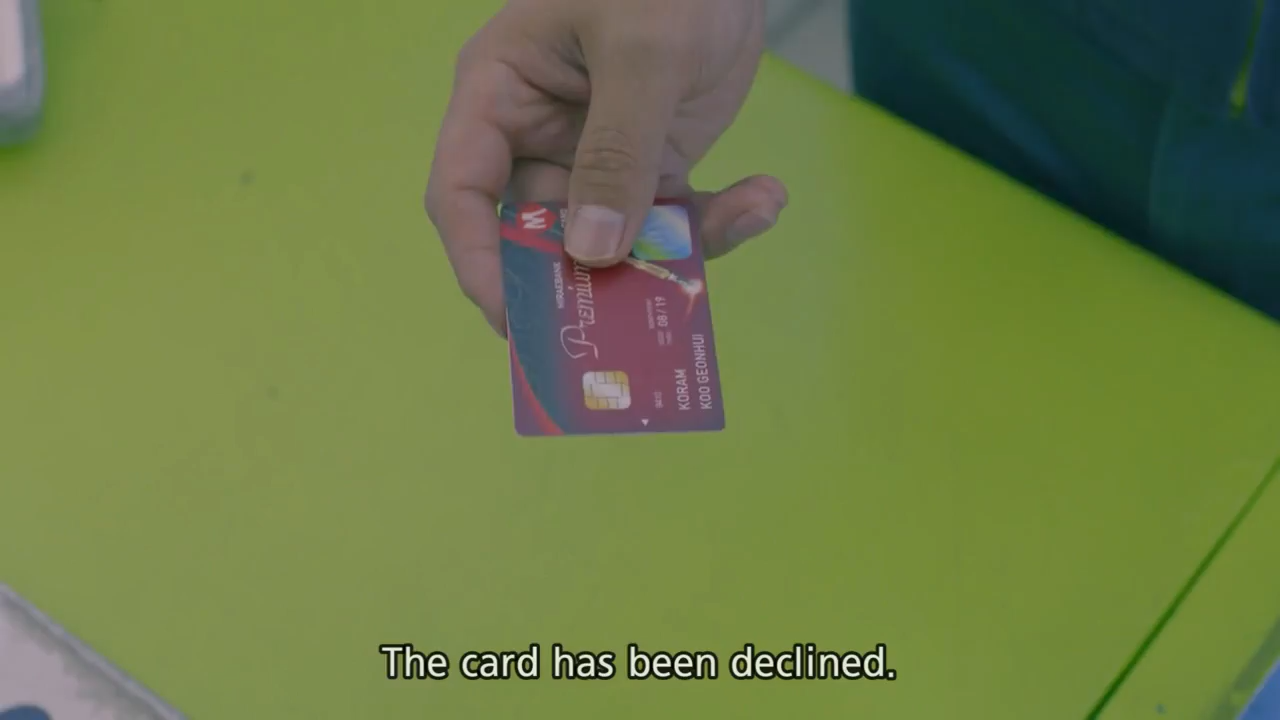 W
MIRAEBANK
Premium
08/19
KORAM
KOO GEONHUI
The card has been declined.